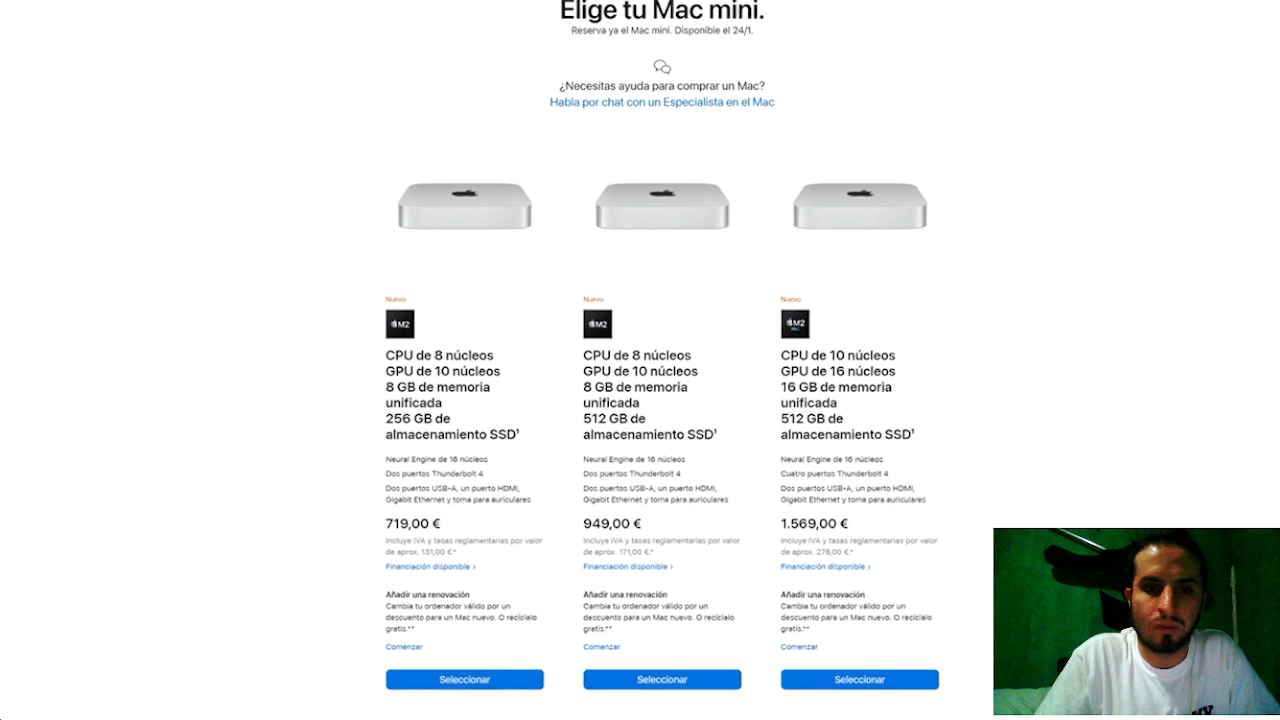 Elige tu Mac mini.
Reserva ya el Mac mini. Disponible el 24/1.
¿Necesitas ayuda para comprar un Mac?
Habla por chat con un Especialista en el Mac
Nuevo
M2
CPU de 8 núcleos
GPU de 10 núcleos
8 GB de memoria
unificada
256 GB de
almacenamiento SSD¹
Neural Engine de 16 núcleos
Dos puertos Thunderbolt 4
Dos puertos USB-A, un puerto HDMI,
Gigabit Ethernet y toma para auriculares
719,00 €
Incluye IVA y tasas reglamentarias por valor
de aprox. 131,00 €.*
Financiación disponible >
Añadir una renovación
Cambia tu ordenador válido por un
descuento para un Mac nuevo. O recíclalo
gratis.**
Comenzar
Seleccionar
Nuevo
M2
CPU de 8 núcleos
GPU de 10 núcleos
8 GB de memoria
unificada
512 GB de
almacenamiento SSD¹
Neural Engine de 16 núcleos
Dos puertos Thunderbolt 4
Dos puertos USB-A, un puerto HDMI,
Gigabit Ethernet y toma para auriculares
949,00 €
Incluye IVA y tasas reglamentarias por valor
de aprox. 171,00 €.*
Financiación disponible >
Añadir una renovación
Cambia tu ordenador válido por un
descuento para un Mac nuevo. O recíclalo
gratis.**
Comenzar
Seleccionar
Nuevo
M2
PRO
CPU de 10 núcleos
GPU de 16 núcleos
16 GB de memoria
unificada
512 GB de
almacenamiento SSD¹
Neural Engine de 16 núcleos
Cuatro puertos Thunderbolt 4
Dos puertos USB-A, un puerto HDMI,
Gigabit Ethernet y toma para auriculares
1.569,00 €
Incluye IVA y tasas reglamentarias por valor
de aprox. 278,00 €.*
Financiación disponible >
Añadir una renovación
Cambia tu ordenador válido por un
descuento para un Mac nuevo. O recíclalo
gratis.**
Comenzar
Seleccionar